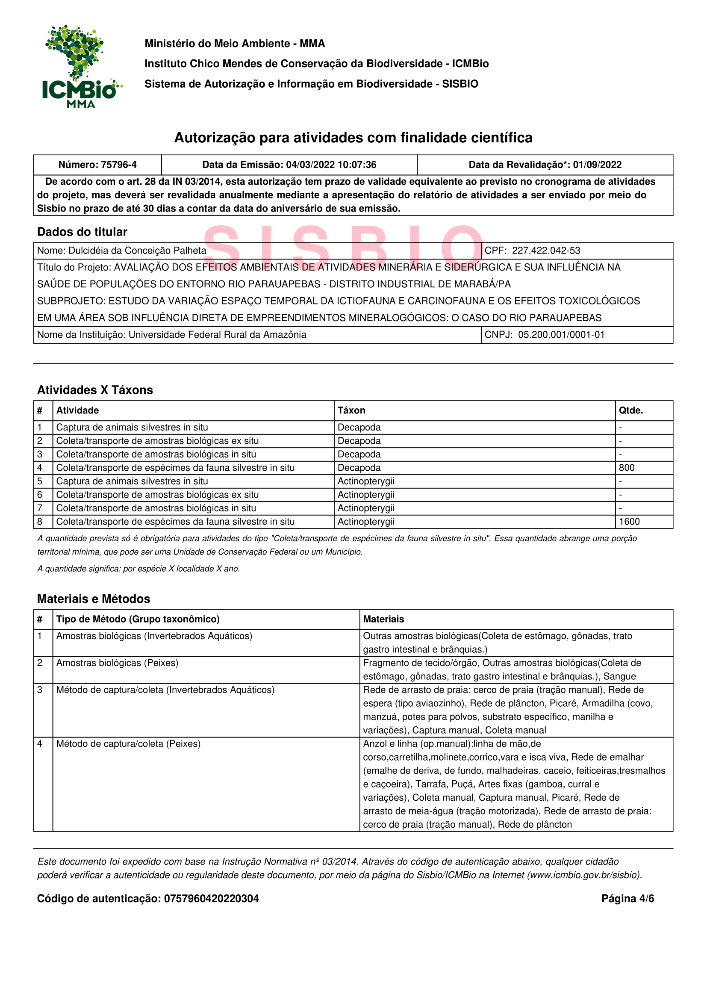 ICMBio
MMA
Ministério do Meio Ambiente - MMA
Instituto Chico Mendes de Conservação da Biodiversidade - ICMBio
Sistema de Autorização e Informação em Biodiversidade - SISBIO
Autorização para atividades com finalidade científica
Número: 75796-4 Data da Emissão: 04/03/2022 10:07:36 Data da Revalidação*: 01/09/2022
De acordo com o art. 28 da IN 03/2014, esta autorização tem prazo de validade equivalente ao previsto no cronograma de atividades
do projeto, mas deverá ser revalidada anualmente mediante a apresentação do relatório de atividades a ser enviado por meio do
Sisbio no prazo de até 30 dias a contar da data do aniversário de sua emissão.
SISBIO
Dados do titular
Nome: Dulcidéia da Conceição Palheta CPF: 227.422.042-53
Título do Projeto: AVALIAÇÃO DOS EFEITOS AMBIENTAIS DE ATIVIDADES MINERÁRIA E SIDERÚRGICA E SUA INFLUÊNCIA NA
SAÚDE DE POPULAÇÕES DO ENTORNO RIO PARAUAPEBAS - DISTRITO INDUSTRIAL DE MARABÁ/PA
SUBPROJETO: ESTUDO DA VARIAÇÃO ESPAÇO TEMPORAL DA ICTIOFAUNA E CARCINOFAUNA E OS EFEITOS TOXICOLÓGICOS
EM UMA ÁREA SOB INFLUÊNCIA DIRETA DE EMPREENDIMENTOS MINERALOGÓGICOS: O CASO DO RIO PARAUAPEBAS
Nome da Instituição: Universidade Federal Rural da Amazônia CNPJ: 05.200.001/0001-01
Atividades X Táxons
# Atividade Táxon Qtde.
1 Captura de animais silvestres in situ Decapoda -
2 Coleta/transporte de amostras biológicas ex situ Decapoda -
3 Coleta/transporte de amostras biológicas in situ Decapoda -
4 Coleta/transporte de espécimes da fauna silvestre in situ Decapoda 800
5 Captura de animais silvestres in situ Actinopterygii -
6 Coleta/transporte de amostras biológicas ex situ Actinopterygii -
7 Coleta/transporte de amostras biológicas in situ Actinopterygii -
8 Coleta/transporte de espécimes da fauna silvestre in situ Actinopterygii 1600
A quantidade prevista só é obrigatória para atividades do tipo "Coleta/transporte de espécimes da fauna silvestre in situ". Essa quantidade abrange uma porção
territorial mínima, que pode ser uma Unidade de Conservação Federal ou um Município.
A quantidade significa: por espécie X localidade X ano.
Materiais e Métodos
# Tipo de Método (Grupo taxonômico) Materiais
1 Amostras biológicas (Invertebrados Aquáticos) Outras amostras biológicas(Coleta de estômago, gônadas, trato
gastro intestinal e brânquias.)
2 Amostras biológicas (Peixes) Fragmento de tecido/órgão, Outras amostras biológicas(Coleta de
estômago, gônadas, trato gastro intestinal e brânquias.), Sangue
3 Método de captura/coleta (Invertebrados Aquáticos) Rede de arrasto de praia: cerco de praia (tração manual), Rede de
espera (tipo aviaozinho), Rede de plâncton, Picaré, Armadilha (covo,
manzuá, potes para polvos, substrato específico, manilha e
variações), Captura manual, Coleta manual
4 Método de captura/coleta (Peixes) Anzol e linha (op.manual):linha de mão,de
corso,carretilha,molinete,corrico,vara e isca viva, Rede de emalhar
(emalhe de deriva, de fundo, malhadeiras, caceio, feiticeiras,tresmalhos
e caçoeira), Tarrafa, Puçá, Artes fixas (gamboa, curral e
variações), Coleta manual, Captura manual, Picaré, Rede de
arrasto de meia-água (tração motorizada), Rede de arrasto de praia:
cerco de praia (tração manual), Rede de plâncton
Este documento foi expedido com base na Instrução Normativa nº 03/2014. Através do código de autenticação abaixo, qualquer cidadão
poderá verificar a autenticidade ou regularidade deste documento, por meio da página do Sisbio/ICMBio na Internet (www.icmbio.gov.br/sisbio).
Código de autenticação: 0757960420220304 Página 4/6